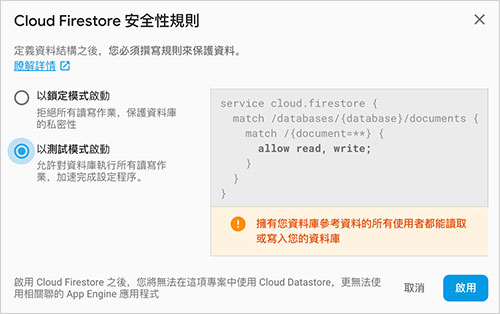 Cloud Firestore 安全性規則
定義資料結構之後，您必須撰寫規則來保護資料。
瞭解詳情
以鎖定模式啟動
拒絕所有讀寫作業，保護資料庫
的私密性
以測試模式啟動
允許對資料庫執行所有讀寫作
業，加速完成設定程序。
service cloud.firestore {
  match /databases/{database}/documents {
    match /{document=**} {
      allow read, write;
    }
  }
}
擁有您資料庫參考資料的所有使用者都能讀取
或寫入您的資料庫
啟用 Cloud Firestore 之後，您將無法在這項專案中使用 Cloud Datastore，更無法使
用相關聯的 App Engine 應用程式
取消
啟用